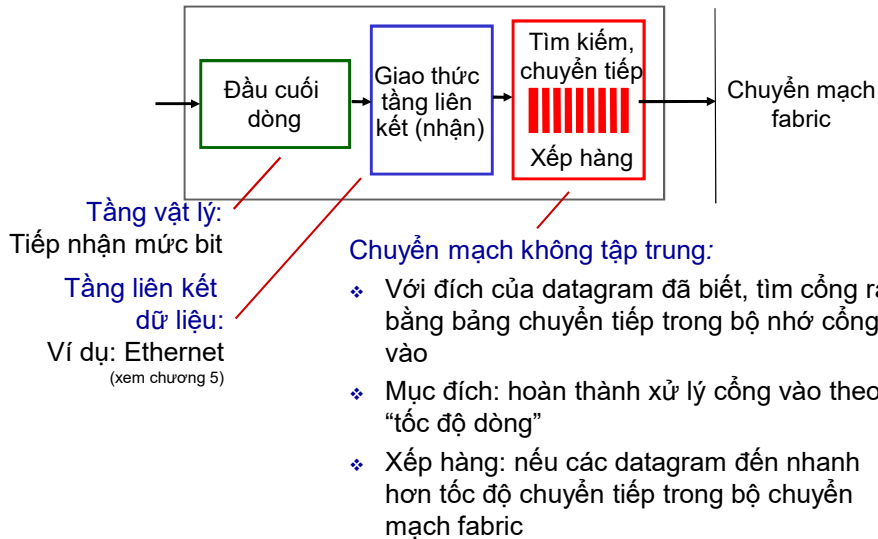 Đầu cuối
dòng
Giao thức
tầng liên
kết (nhận)
Tìm kiếm,
chuyển tiếp
Xếp hàng
Chuyển mạch
fabric
Tầng vật lý:
Tiếp nhận mức bit
Tầng liên kết
dữ liệu:
Ví dụ: Ethernet
(xem chương 5)
Chuyển mạch không tập trung:
❖ Với đích của datagram đã biết, tìm cổng ra
bằng bảng chuyển tiếp trong bộ nhớ cổng
vào
❖ Mục đích: hoàn thành xử lý cổng vào theo
“tốc độ dòng”
❖ Xếp hàng: nếu các datagram đến nhanh
hơn tốc độ chuyển tiếp trong bộ chuyển
mạch fabric